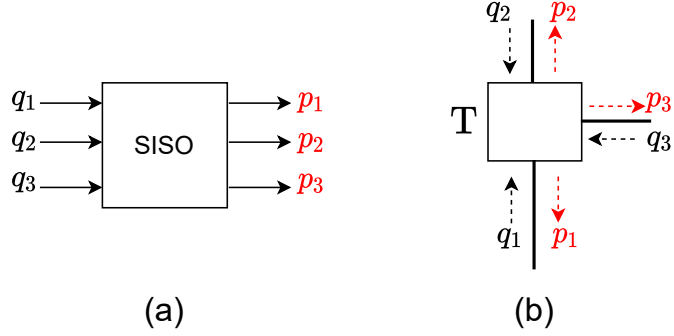 q₁ SISO p₁
q₂ p₂
q₃ p₃
(a)
q₂ p₂
T p₃
q₃
q₁ p₁
(b)